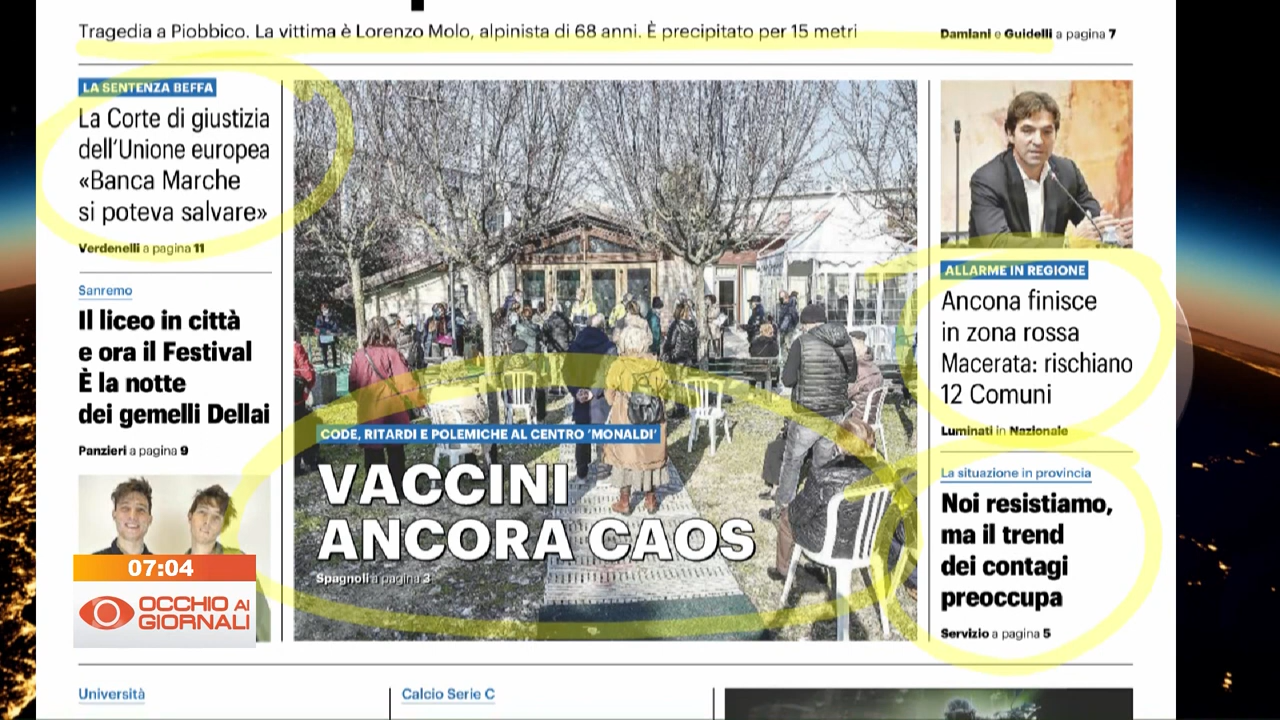 Tragedia a Piobbico. La vittima è Lorenzo Molo, alpinista di 68 anni. È precipitato per 15 metri
Damiani e Guidelli a pagina 7
LA SENTENZA BEFFA
La Corte di giustizia
dell'Unione europea
«Banca Marche
si poteva salvare»
Verdenelli a pagina 11
Sanremo
Il liceo in città
e ora il Festival
È la notte
dei gemelli Dellai
Panzieri a pagina 9
CODE, RITARDI E POLEMICHE AL CENTRO 'MONALDI'
VACCINI
ANCORA CAOS
Spagnoli a pagina 3
ALLARME IN REGIONE
Ancona finisce
in zona rossa
Macerata: rischiano
12 Comuni
Luminati in Nazionale
La situazione in provincia
Noi resistiamo,
ma il trend
dei contagi
preoccupa
Servizio a pagina 5
07:04
OCCHIO AI
GIORNALI
Università
Calcio Serie C